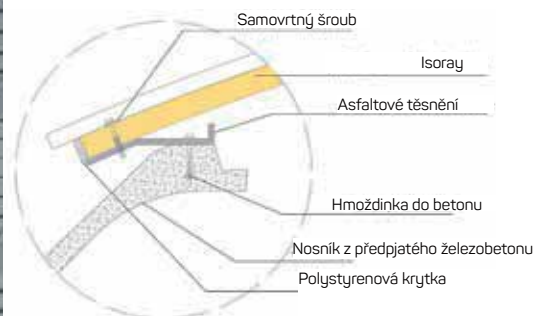 Samovrtný šroub
Isoray
Asfaltové těsnění
Hmoždinka do betonu
Nosník z předpjatého železobetonu
Polystyrenová krytka